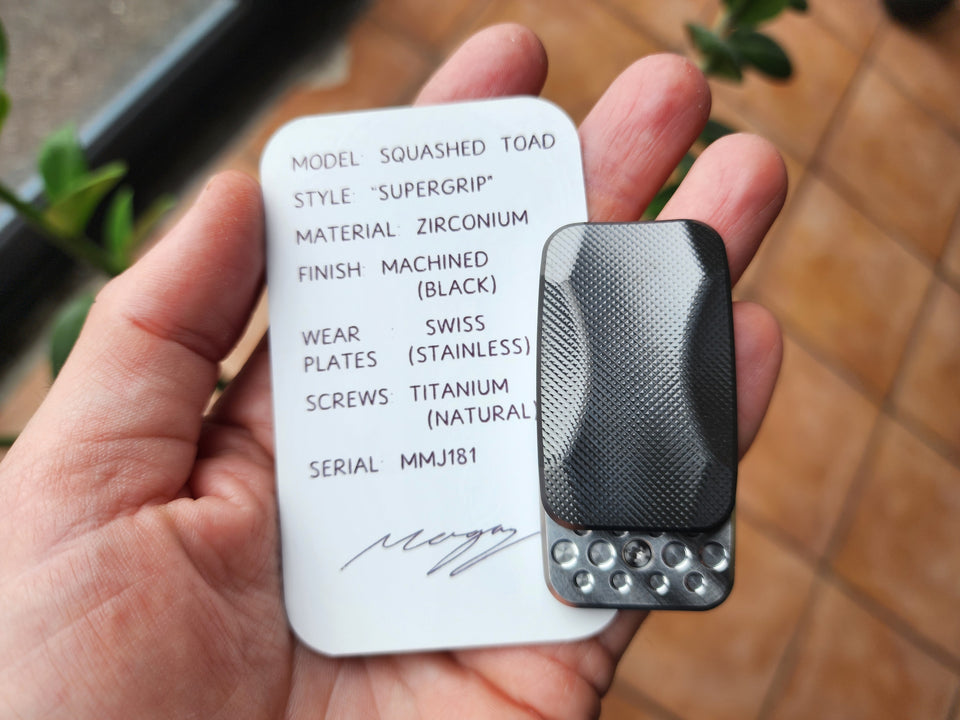 MODEL: SQUASHED TOAD
STYLE: "SUPERGRIP"
MATERIAL: ZIRCONIUM
FINISH: MACHINED
(BLACK)
WEAR : SWISS
PLATES (STAINLESS)
SCREWS: TITANIUM
(NATURAL)
SERIAL: MMJ181